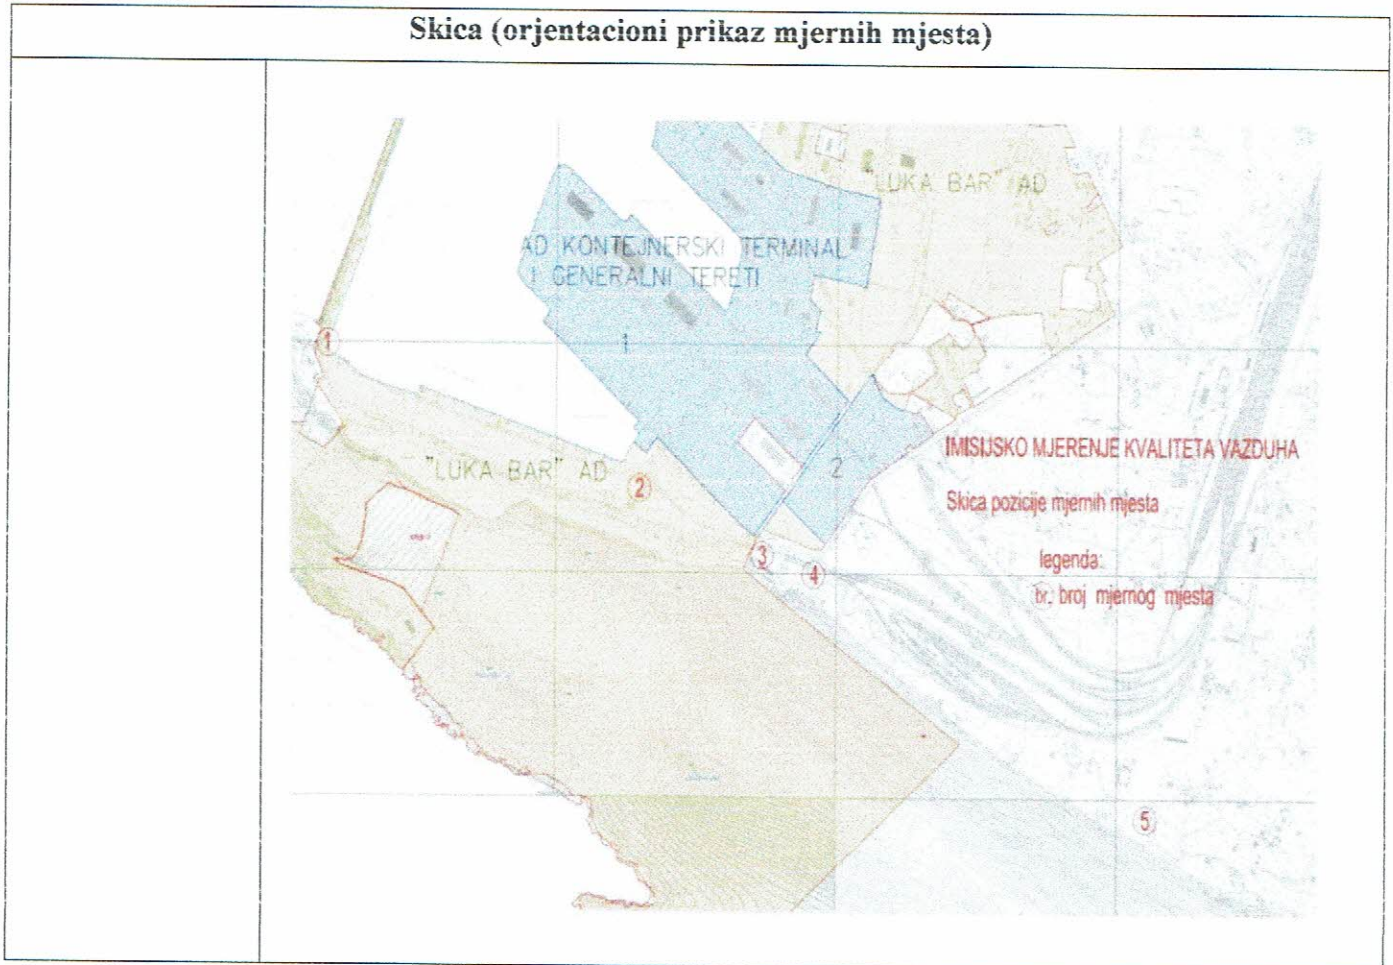 Skica (orjentacioni prikaz mjernih mjesta)
"LUKA BAR" AD
AD KONTEJNERSKI TERMINAL
I GENERALNI TERETI
1
1
2
"LUKA BAR" AD
2
3
4
IMISIJSKO MJERENJE KVALITETA VAZDUHA
Skica pozicije mjernih mjesta
legenda:
br. broj mjernog mjesta
5